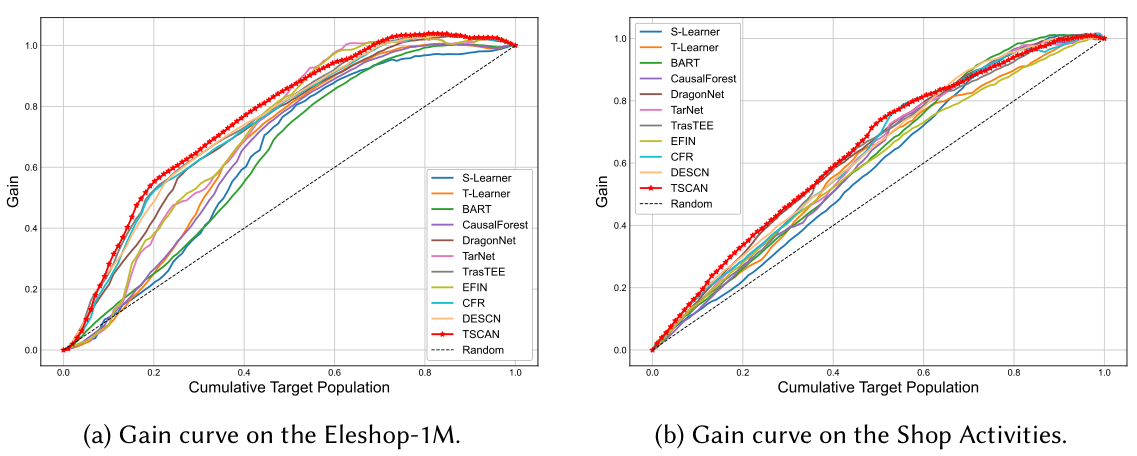 1.0
0.8
0.6
0.4
0.2
0.0
Gain
S-Learner
T-Learner
BART
CausalForest
DragonNet
TarNet
TrasTEE
EFIN
CFR
DESCN
TSCAN
Random
0.0 0.2 0.4 0.6 0.8 1.0
Cumulative Target Population
(a) Gain curve on the Eleshop-1M.
1.0
0.8
0.6
0.4
0.2
0.0
Gain
S-Learner
T-Learner
BART
CausalForest
DragonNet
TarNet
TrasTEE
EFIN
CFR
DESCN
TSCAN
Random
0.0 0.2 0.4 0.6 0.8 1.0
Cumulative Target Population
(b) Gain curve on the Shop Activities.